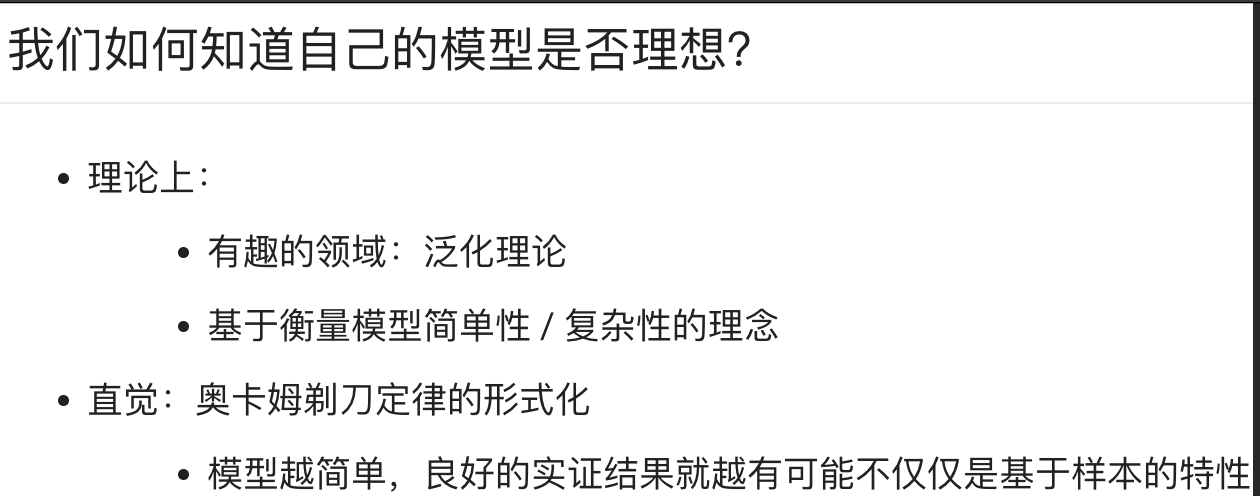 我们如何知道自己的模型是否理想？
• 理论上：
• 有趣的领域：泛化理论
• 基于衡量模型简单性 / 复杂性的理念
• 直觉：奥卡姆剃刀定律的形式化
• 模型越简单，良好的实证结果就越有可能不仅仅是基于样本的特性